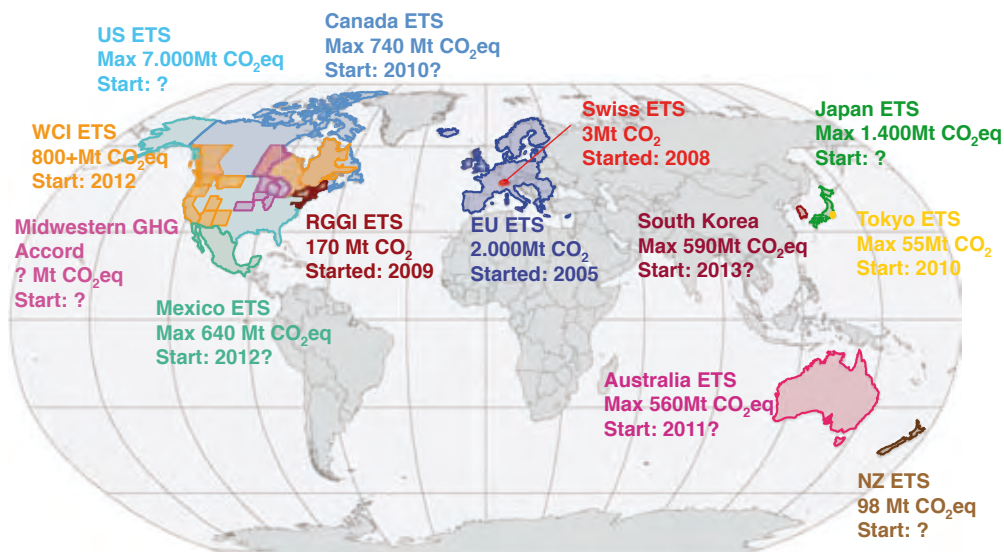 US ETS
Max 7.000Mt CO₂eq
Start: ?
Canada ETS
Max 740 Mt CO₂eq
Start: 2010?
WCI ETS
800+Mt CO₂eq
Start: 2012
Swiss ETS
3Mt CO₂
Started: 2008
Japan ETS
Max 1.400Mt CO₂eq
Start: ?
Midwestern GHG
Accord
? Mt CO₂eq
Start: ?
RGGI ETS
170 Mt CO₂
Started: 2009
EU ETS
2.000Mt CO₂
Started: 2005
South Korea
Max 590Mt CO₂eq
Start: 2013?
Tokyo ETS
Max 55Mt CO₂
Start: 2010
Mexico ETS
Max 640 Mt CO₂eq
Start: 2012?
Australia ETS
Max 560Mt CO₂eq
Start: 2011?
NZ ETS
98 Mt CO₂eq
Start: ?